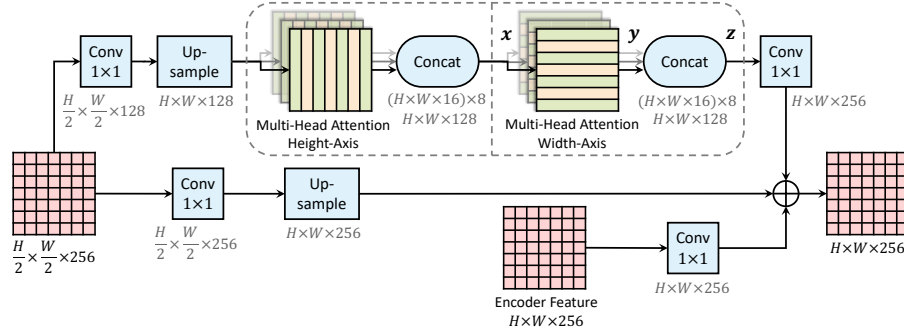 Conv
1×1
H/2 × W/2 ×128
Up-
sample
H×W×128
Multi-Head Attention
Height-Axis
Concat
(H×W×16)×8
H×W×128
x
Multi-Head Attention
Width-Axis
y
Concat
(H×W×16)×8
H×W×128
z
Conv
1×1
H×W×256
H/2 × W/2 ×256
Conv
1×1
H/2 × W/2 ×256
Up-
sample
H×W×256
Encoder Feature
H×W×256
Conv
1×1
H×W×256
H×W×256